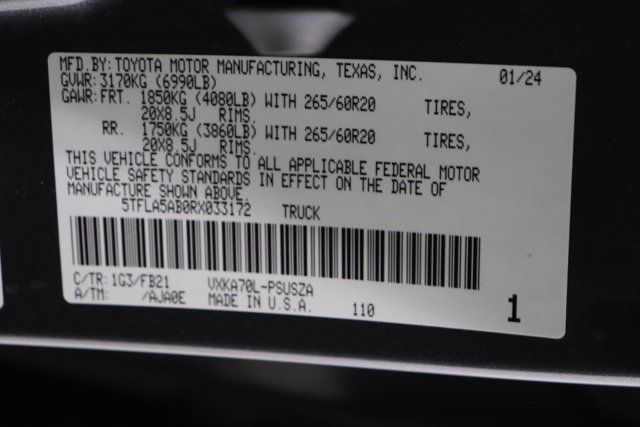 MFD.BY: TOYOTA MOTOR MANUFACTURING, TEXAS, INC. 01/24
GVWR: 3170KG (6990LB)
GAWR: FRT. 1850KG (4080LB) WITH 265/60R20 TIRES,
20X8.5J RIMS.
RR. 1750KG (3860LB) WITH 265/60R20 TIRES,
20X8.5J RIMS.
THIS VEHICLE CONFORMS TO ALL APPLICABLE FEDERAL MOTOR
VEHICLE SAFETY STANDARDS IN EFFECT ON THE DATE OF
MANUFACTURE SHOWN ABOVE.
5TFLA5AB0RX033172 TRUCK
C/TR: 1G3/FB21 VXKA70L-PSUSZA
A/TM: /AJA0E MADE IN U.S.A. 110 1